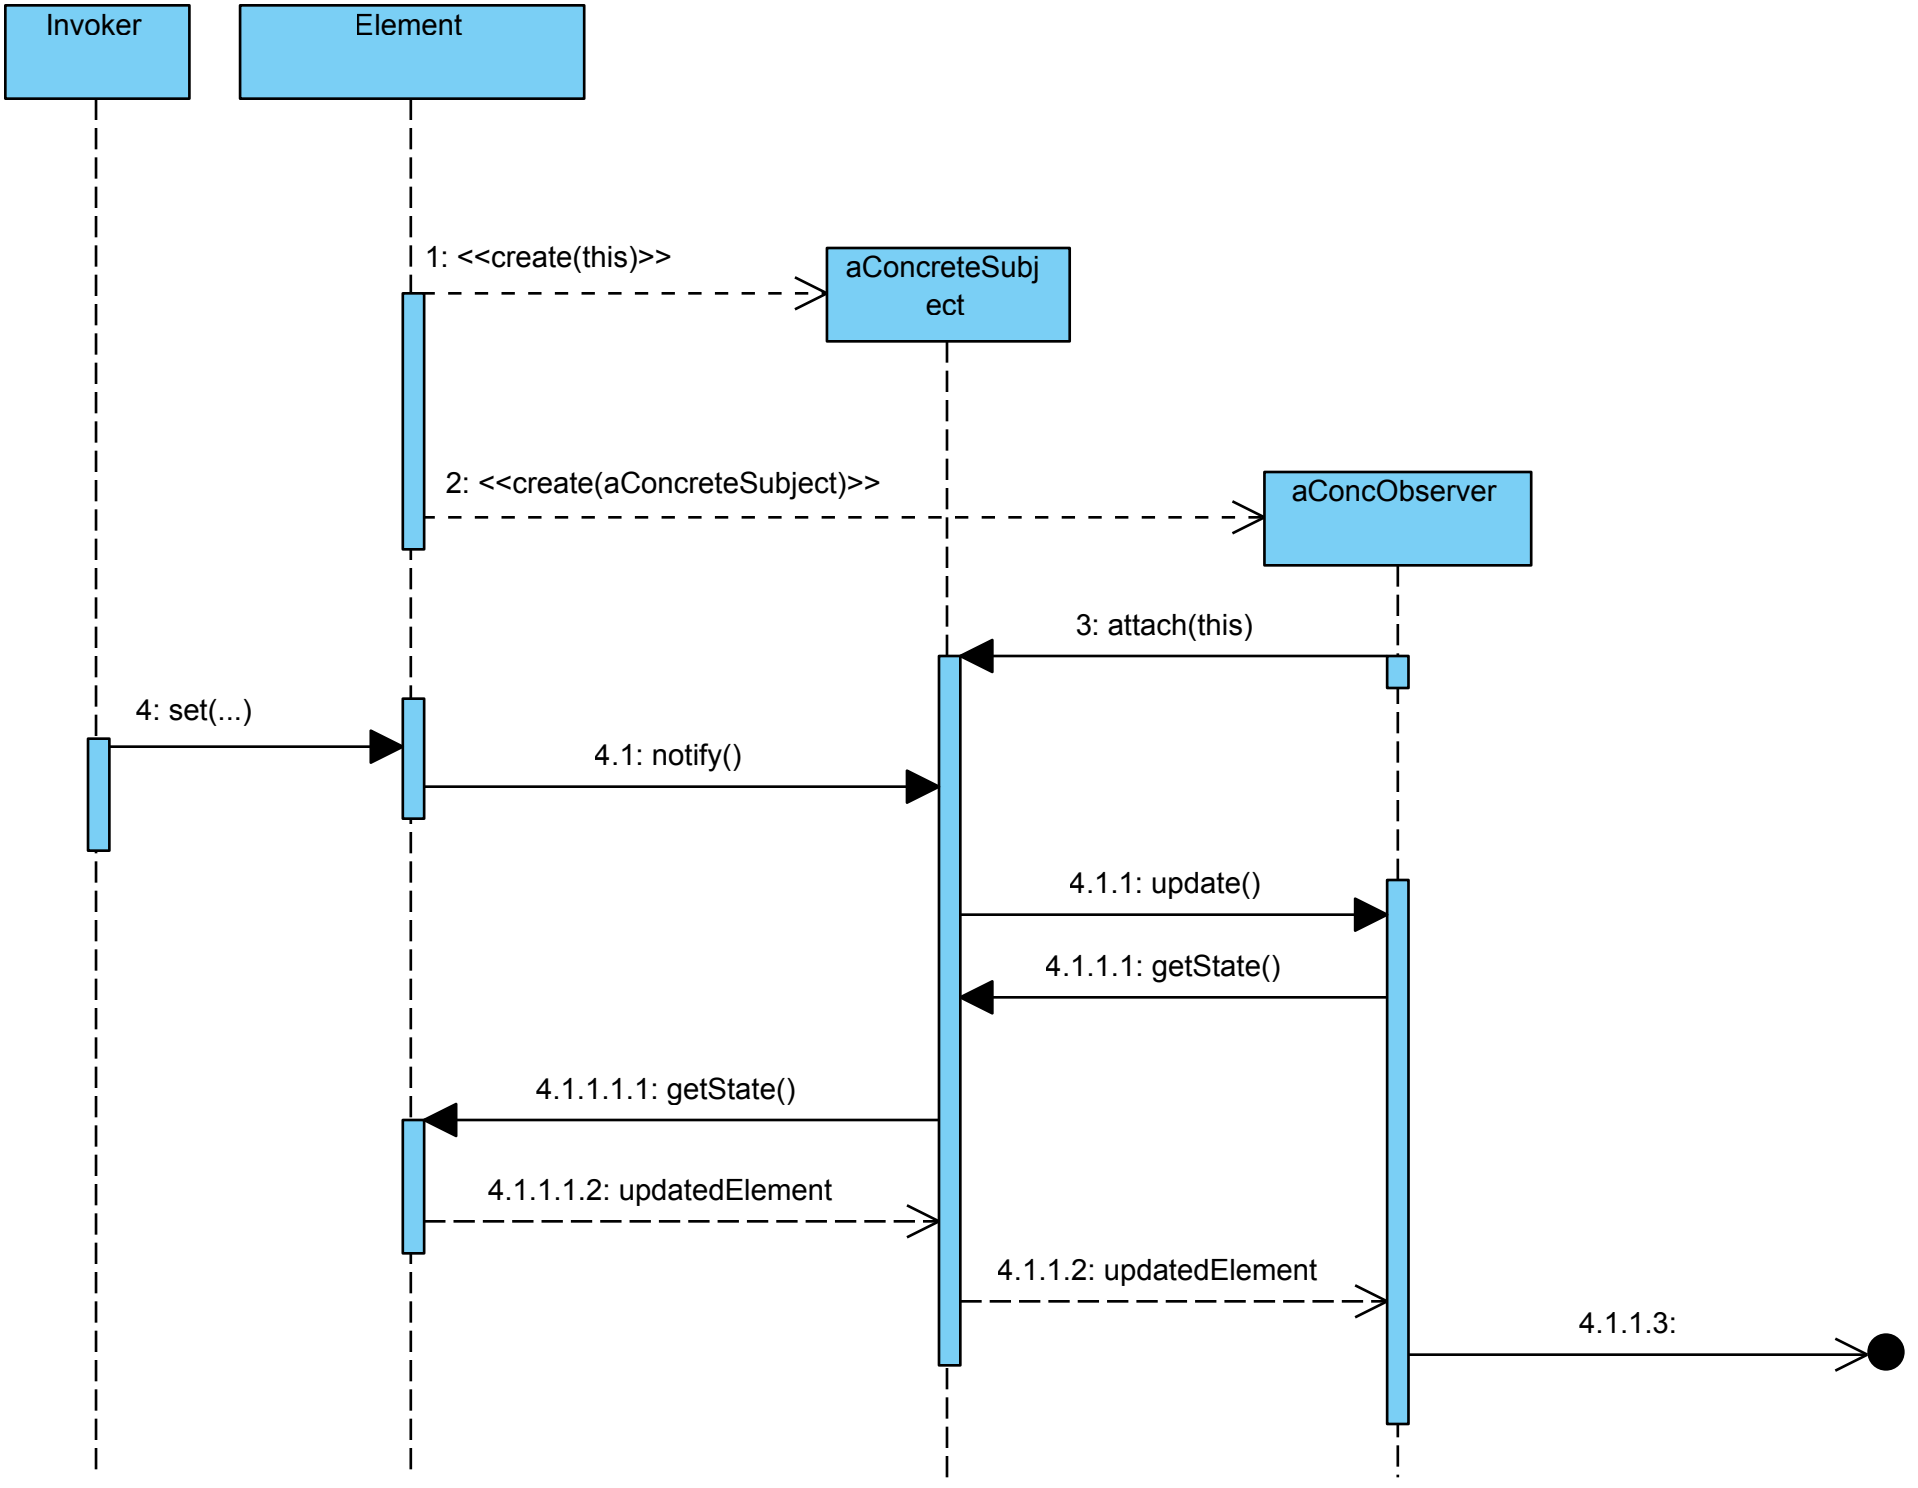 Invoker
Element
1: <<create(this)>>
aConcreteSubj
ect
2: <<create(aConcreteSubject)>>
aConcObserver
3: attach(this)
4: set(...)
4.1: notify()
4.1.1: update()
4.1.1.1: getState()
4.1.1.1.1: getState()
4.1.1.1.2: updatedElement
4.1.1.2: updatedElement
4.1.1.3: